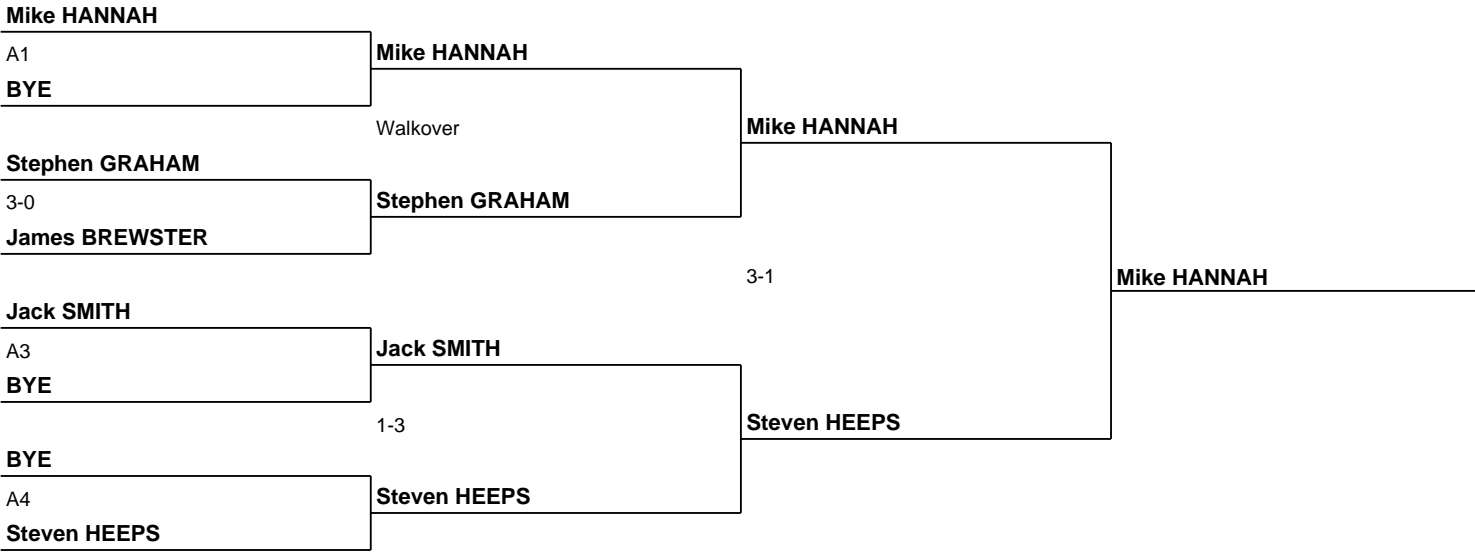 Mike HANNAH
A1
Mike HANNAH
BYE
Walkover
Mike HANNAH
Stephen GRAHAM
3-0
Stephen GRAHAM
James BREWSTER
3-1
Mike HANNAH
Jack SMITH
A3
Jack SMITH
BYE
1-3
Steven HEEPS
BYE
A4
Steven HEEPS
Steven HEEPS